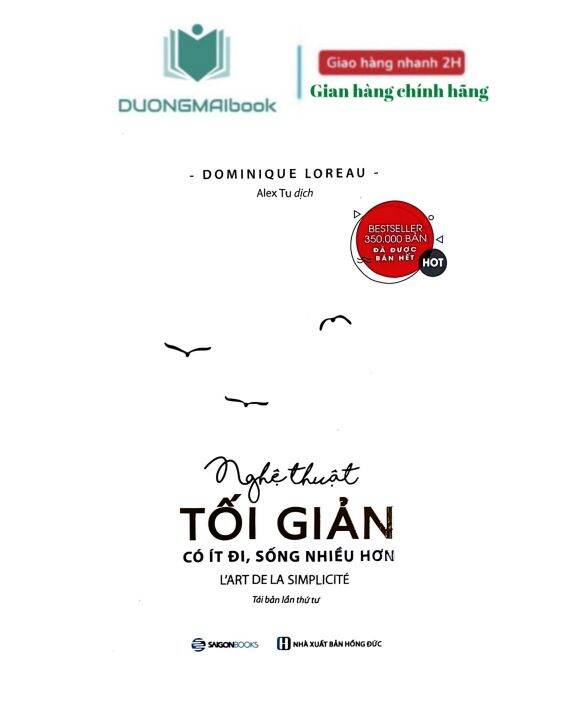 DUONGMAIbook
Giao hàng nhanh 2H
Gian hàng chính hãng
- DOMINIQUE LOREAU -
Alex Tu dịch
BESTSELLER
350.000 BẢN
ĐÃ ĐƯỢC
BÁN HẾT
HOT
Nghệ thuật
TỐI GIẢN
CÓ ÍT ĐI, SỐNG NHIỀU HƠN
L'ART DE LA SIMPLICITÉ
Tái bản lần thứ tư
SAIGONBOOKS
NHÀ XUẤT BẢN HỒNG ĐỨC